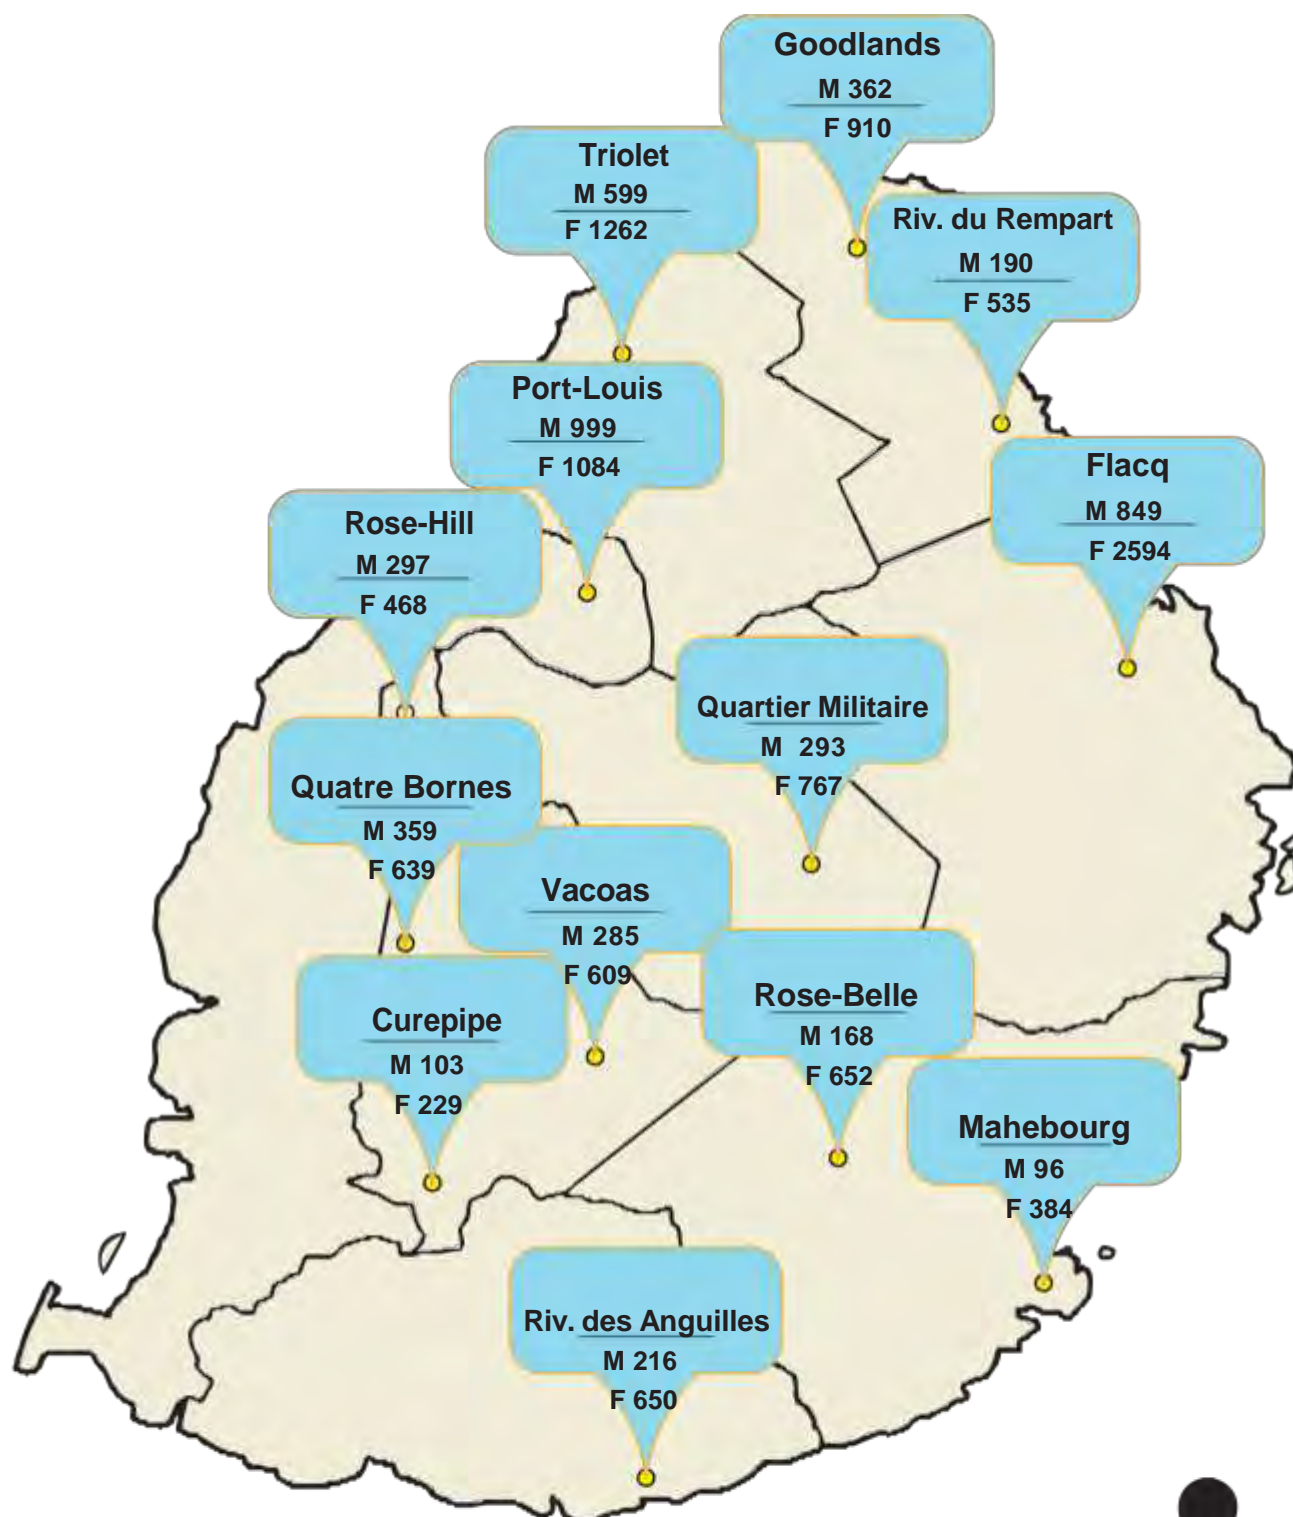 Goodlands
M 362
F 910
Triolet
M 599
F 1262
Riv. du Rempart
M 190
F 535
Port-Louis
M 999
F 1084
Flacq
M 849
F 2594
Rose-Hill
M 297
F 468
Quartier Militaire
M 293
F 767
Quatre Bornes
M 359
F 639
Vacoas
M 285
F 609
Rose-Belle
M 168
F 652
Curepipe
M 103
F 229
Mahebourg
M 96
F 384
Riv. des Anguilles
M 216
F 650